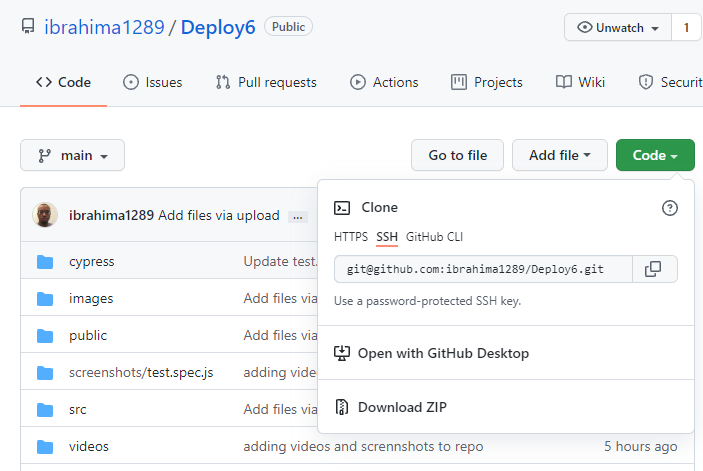 ibrahima1289 / Deploy6 Public Unwatch 1
Code Issues Pull requests Actions Projects Wiki Securit
main Go to file Add file Code
ibrahima1289 Add files via upload ...
Clone
HTTPS SSH GitHub CLI
git@github.com:ibrahima1289/Deploy6.git
Use a password-protected SSH key.
Open with GitHub Desktop
Download ZIP
cypress Update test.
images Add files via
public Add files via
screenshots/test.spec.js adding videos
src Add files via
videos adding videos and scrennshots to repo 5 hours ago